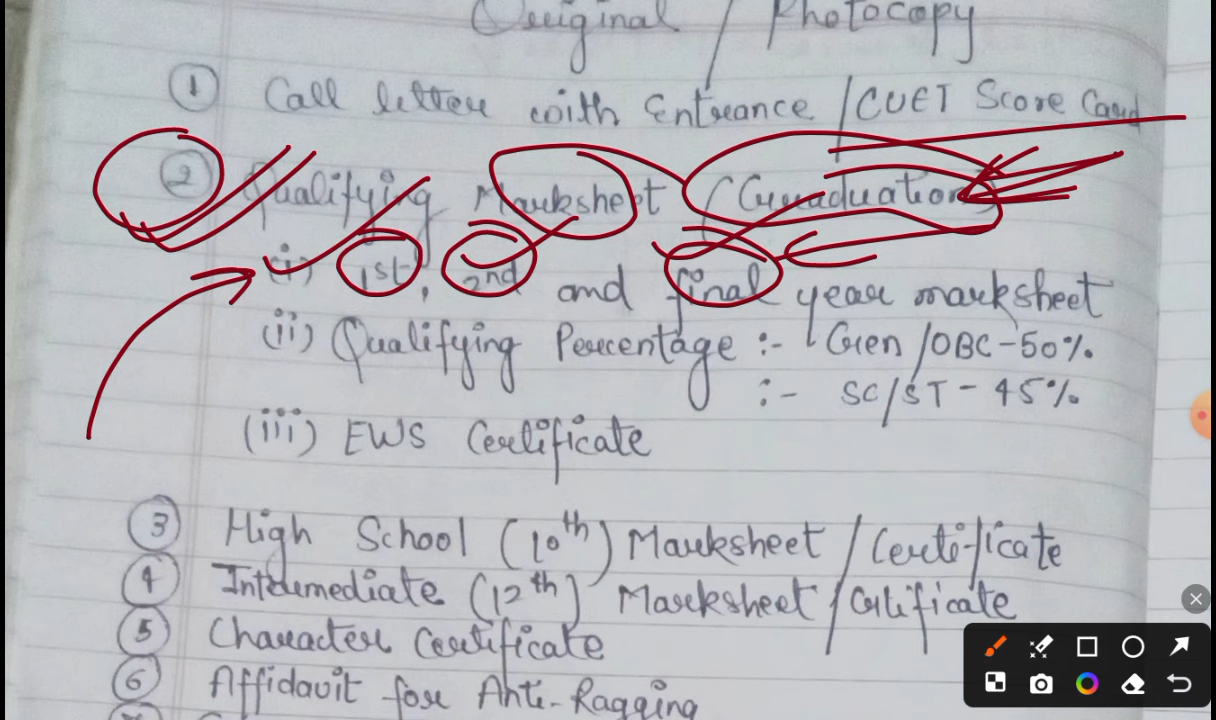 Original / Photocopy
① Call letter with Entrance / CUET Score Card
② Qualifying Marksheet (Graduation)
(i) 1st, 2nd and final year marksheet
(ii) Qualifying Percentage :- Gen / OBC - 50%
:- SC/ST - 45%
(iii) EWS Certificate
③ High School (10th) Marksheet / Certificate
④ Intermediate (12th) Marksheet / Certificate
⑤ Character Certificate
⑥ Affidavit for Anti-Ragging